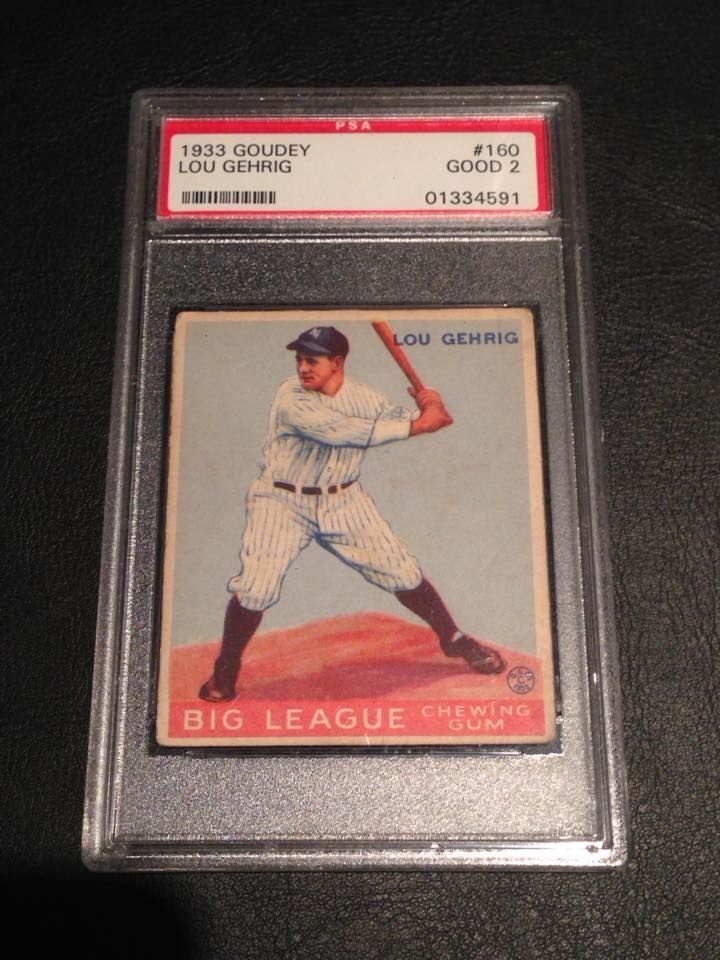 PSA
1933 GOUDEY #160
LOU GEHRIG GOOD 2
01334591
LOU GEHRIG
BIG LEAGUE CHEWING
GUM